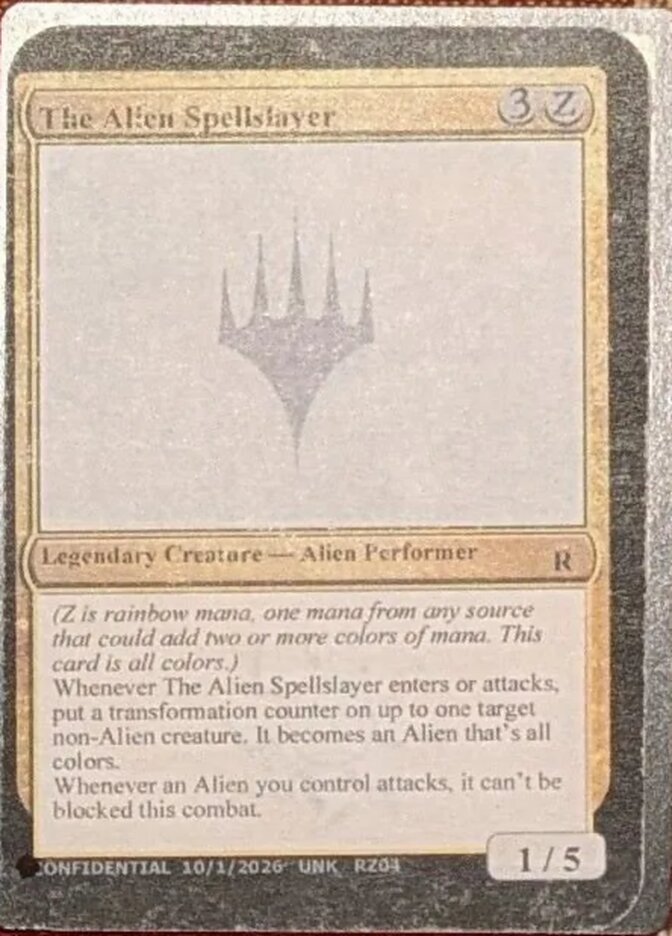 The Alien Spellslayer 3 Z
Legendary Creature — Alien Performer R
(Z is rainbow mana, one mana from any source
that could add two or more colors of mana. This
card is all colors.)
Whenever The Alien Spellslayer enters or attacks,
put a transformation counter on up to one target
non-Alien creature. It becomes an Alien that's all
colors.
Whenever an Alien you control attacks, it can't be
blocked this combat.
1 / 5
CONFIDENTIAL 10/1/2026 UNK RZ04